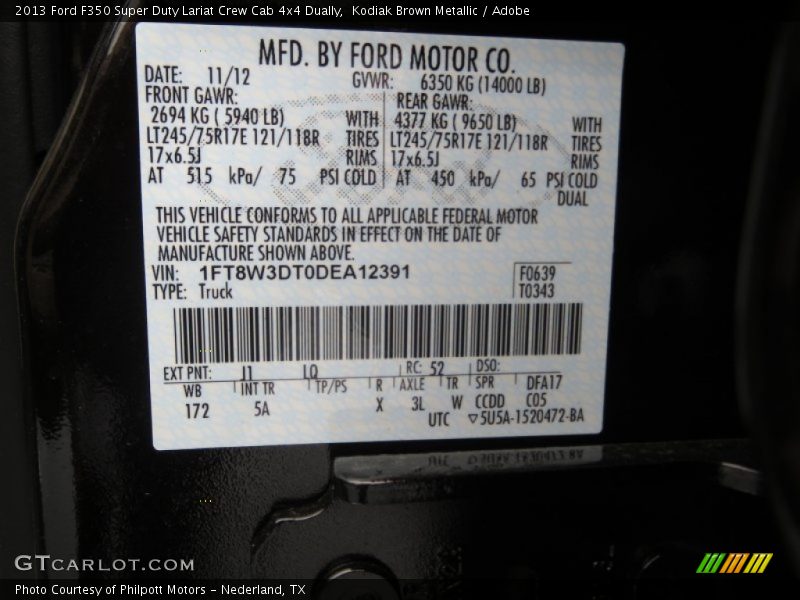 2013 Ford F350 Super Duty Lariat Crew Cab 4x4 Dually, Kodiak Brown Metallic / Adobe
MFD. BY FORD MOTOR CO.
DATE: 11/12 GVWR: 6350 KG (14000 LB)
FRONT GAWR: REAR GAWR:
2694 KG ( 5940 LB) WITH 4377 KG ( 9650 LB) WITH
LT245/75R17E 121/118R TIRES LT245/75R17E 121/118R TIRES
17x6.5J RIMS 17x6.5J RIMS
AT 515 kPa/ 75 PSI COLD AT 450 kPa/ 65 PSI COLD
DUAL
THIS VEHICLE CONFORMS TO ALL APPLICABLE FEDERAL MOTOR
VEHICLE SAFETY STANDARDS IN EFFECT ON THE DATE OF
MANUFACTURE SHOWN ABOVE.
VIN: 1FT8W3DT0DEA12391 F0639
TYPE: Truck T0343
EXT PNT: J1 LQ RC: 52 DSO:
WB INT TR TP/PS R AXLE TR SPR DFA17
172 5A X 3L W CCDD C05
UTC ▽5U5A-1520472-BA
GTcarlot.com
Photo Courtesy of Philpott Motors - Nederland, TX